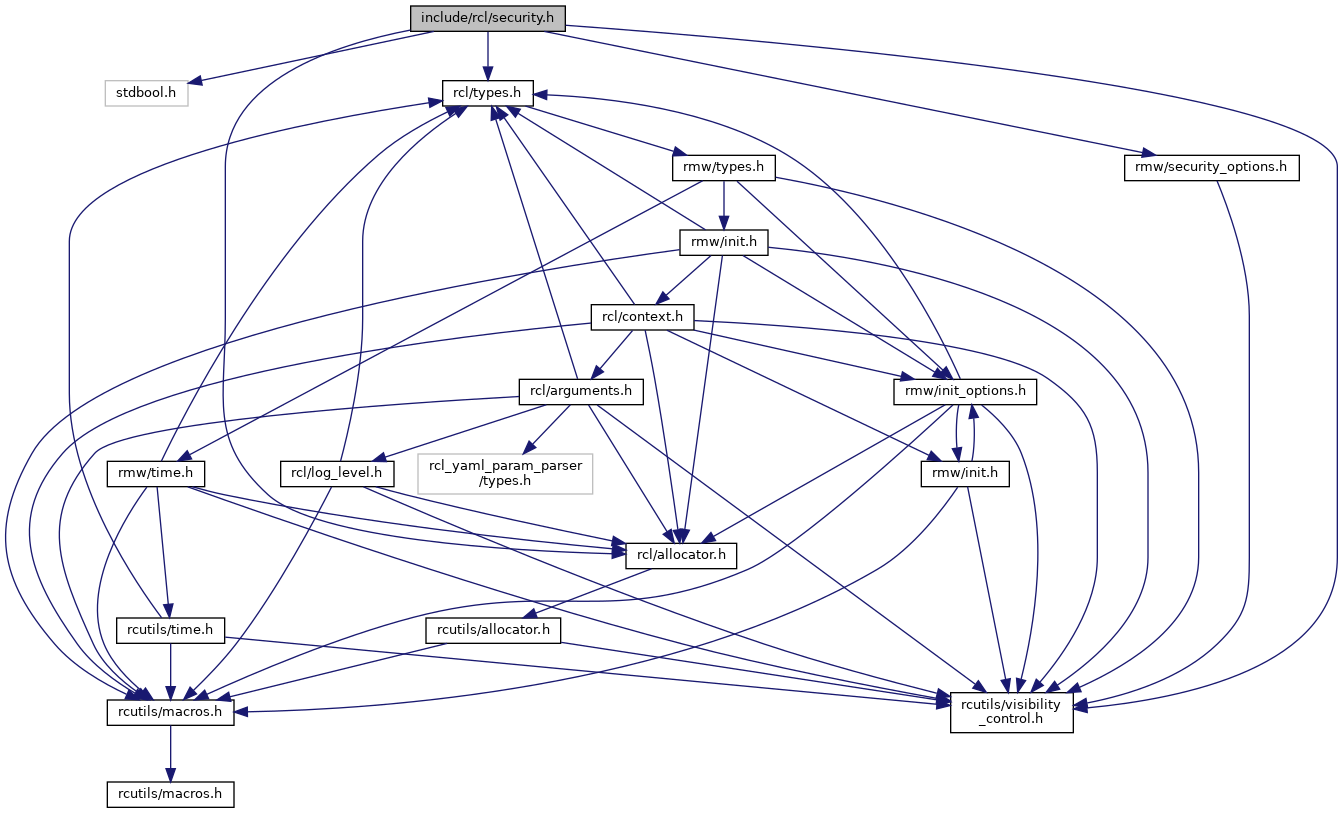 include/rcl/security.h
stdbool.h
rcl/types.h
rmw/types.h
rmw/security_options.h
rmw/init.h
rcl/context.h
rcl/arguments.h
rmw/init_options.h
rmw/time.h
rcl/log_level.h
rcl_yaml_param_parser
/types.h
rmw/init.h
rcl/allocator.h
rcutils/time.h
rcutils/allocator.h
rcutils/macros.h
rcutils/visibility
_control.h
rcutils/macros.h